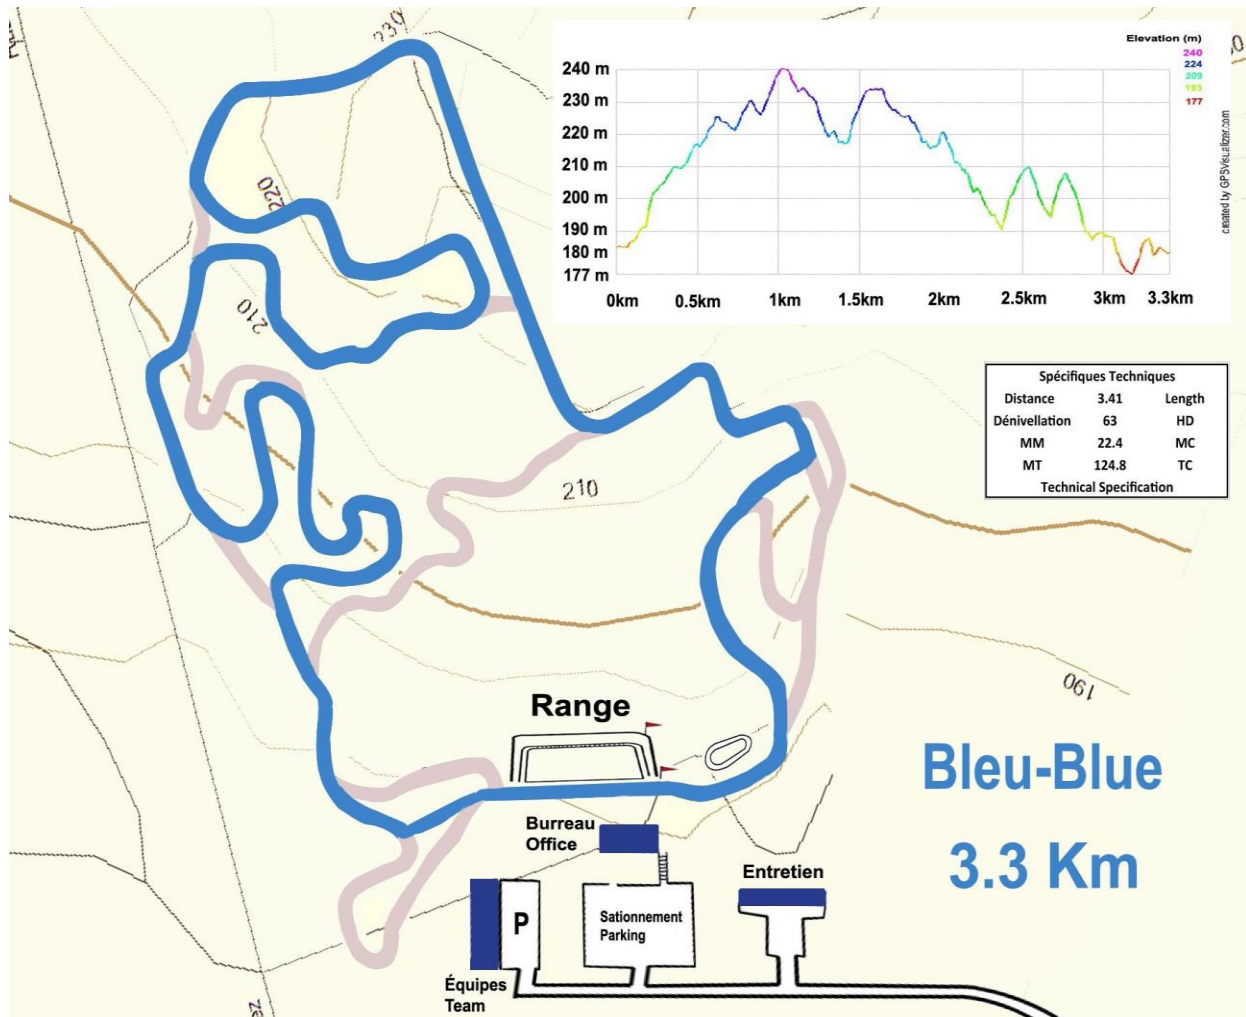 230
Elevation (m)
240
224
209
193
177
240 m
230 m
220 m
210 m
200 m
190 m
180 m
177 m
0km 0.5km 1km 1.5km 2km 2.5km 3km 3.3km
created by GPSVisualizer.com
220
210
Spécifiques Techniques
Distance 3.41 Length
Dénivellation 63 HD
MM 22.4 MC
MT 124.8 TC
Technical Specification
210
190
Range
Bleu-Blue
3.3 Km
Burreau
Office
Entretien
P
Sationnement
Parking
Équipes
Team